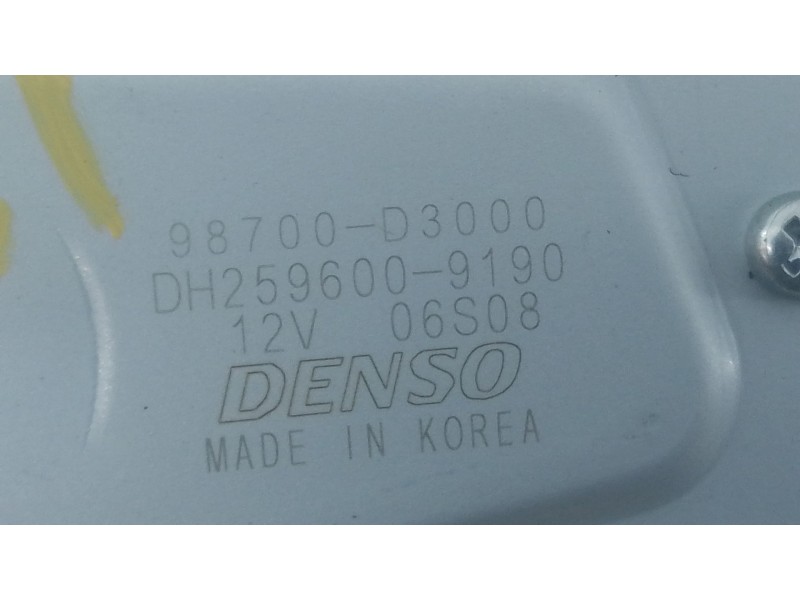 98700-D3000
DH259600-9190
12V 06S08
DENSO
MADE IN KOREA